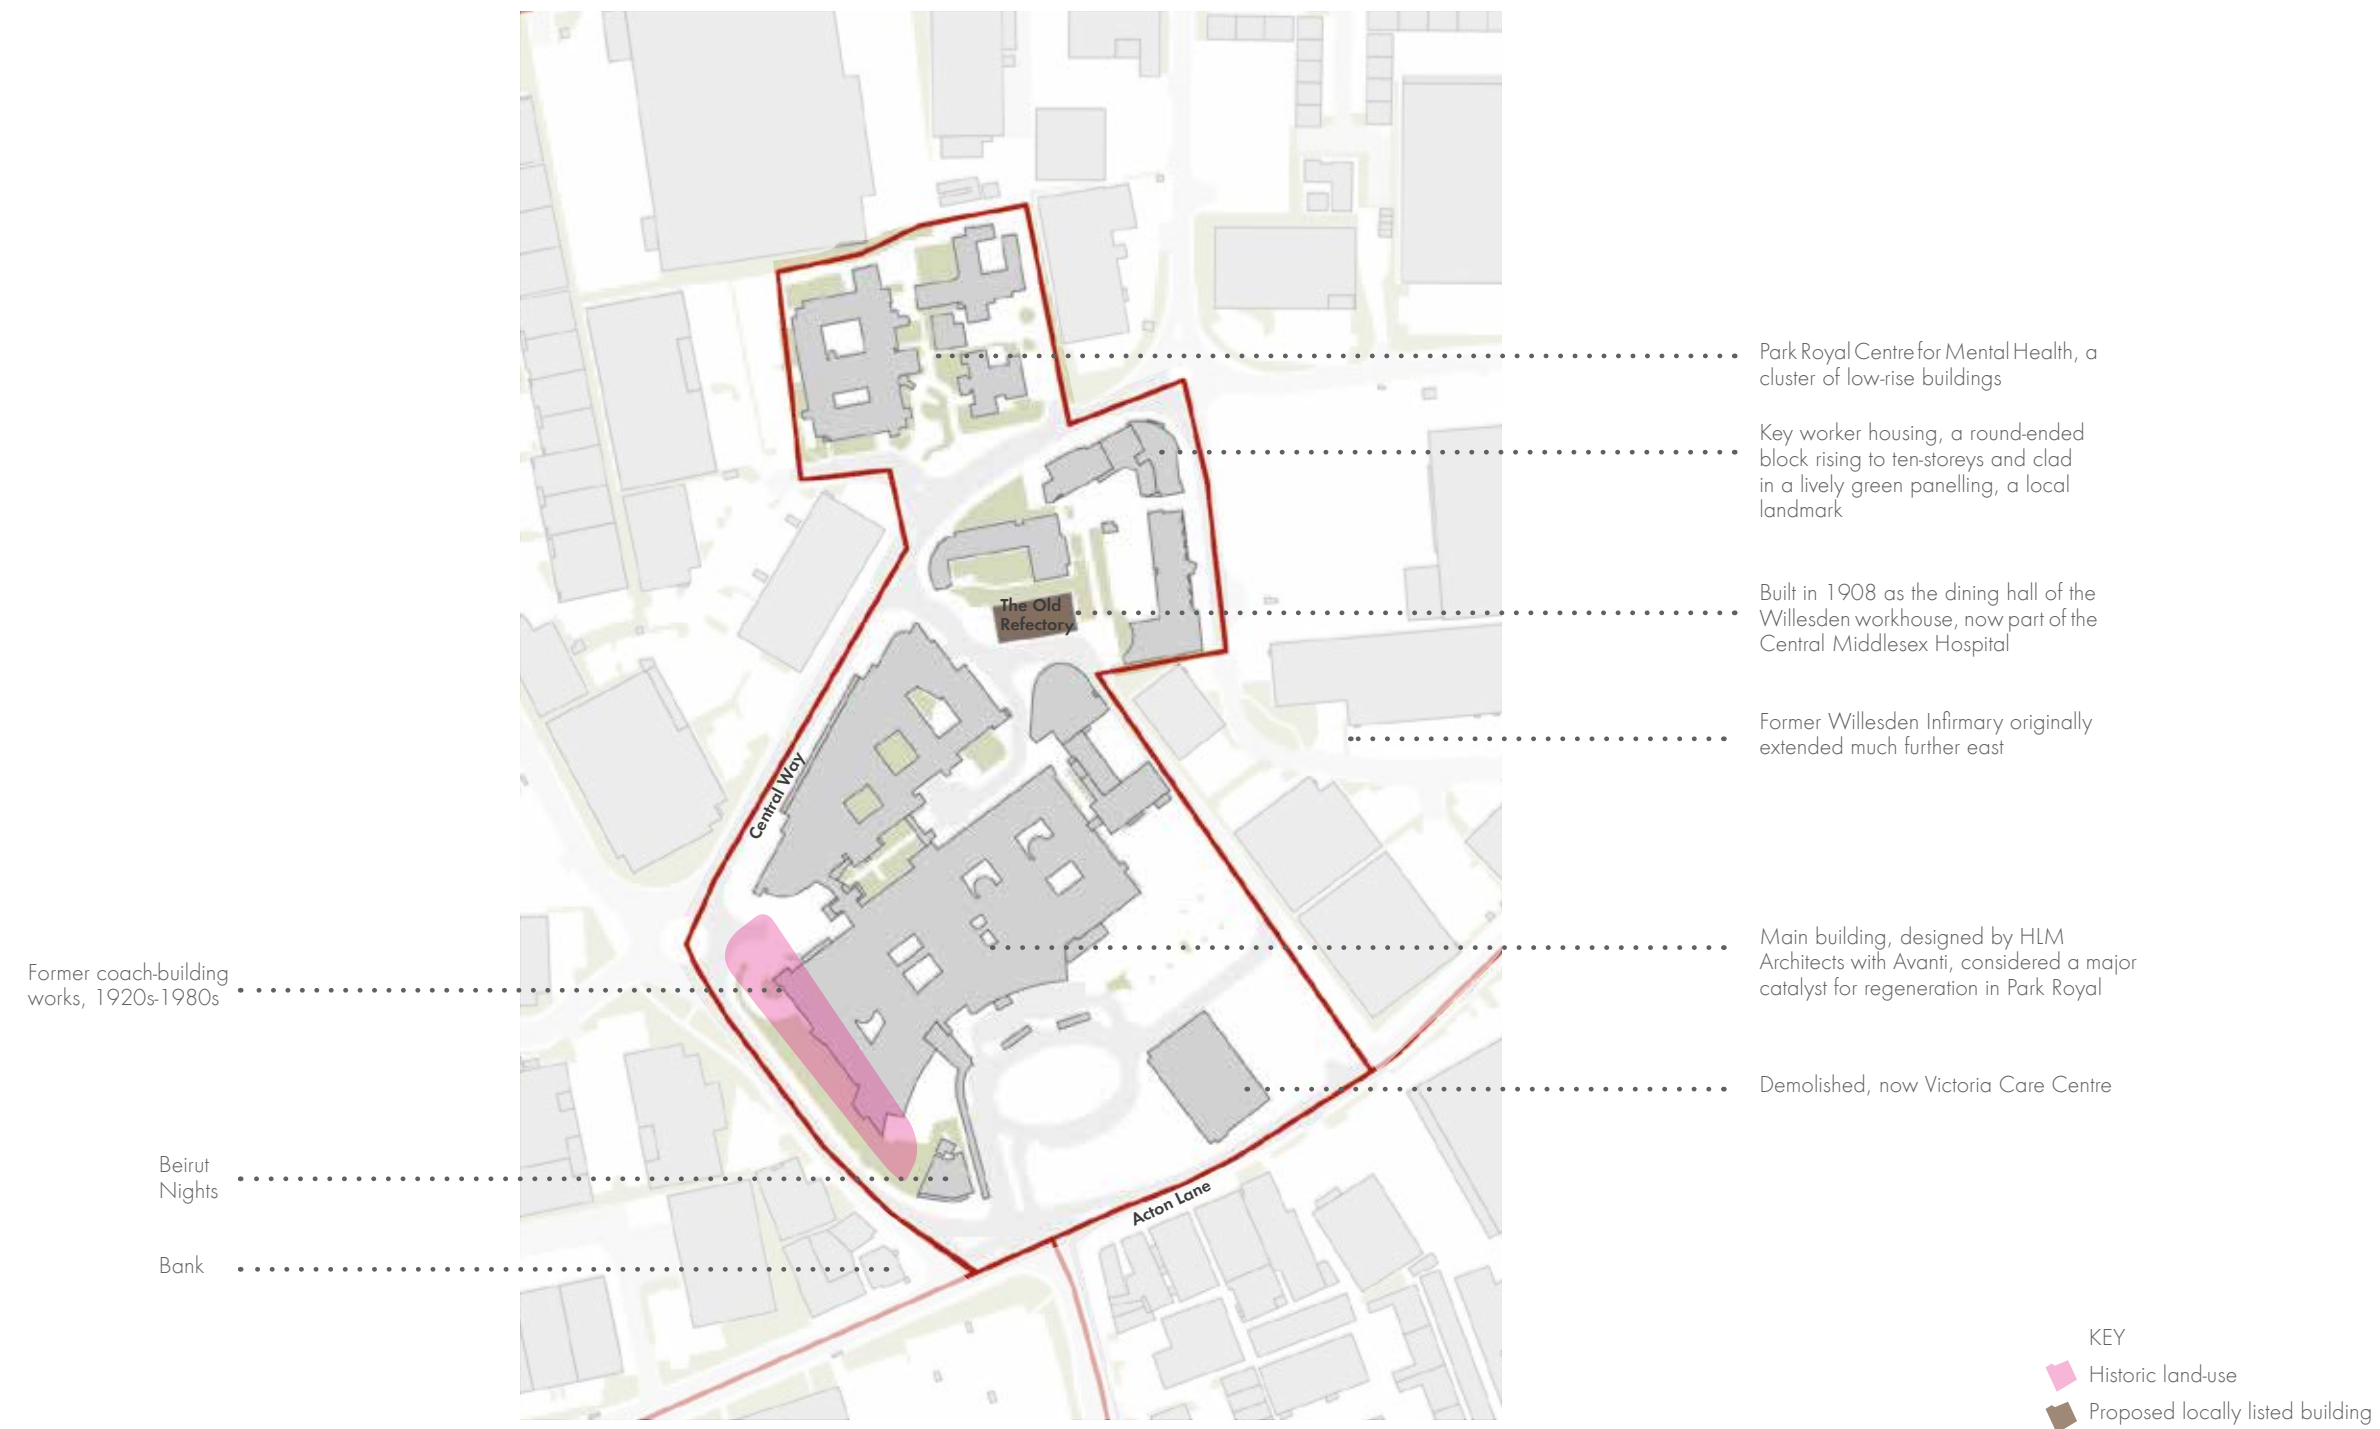 Park Royal Centre for Mental Health, a
cluster of low-rise buildings
Key worker housing, a round-ended
block rising to ten-storeys and clad
in a lively green panelling, a local
landmark
The Old
Refectory
Built in 1908 as the dining hall of the
Willesden workhouse, now part of the
Central Middlesex Hospital
Former Willesden Infirmary originally
extended much further east
Central Way
Main building, designed by HLM
Architects with Avanti, considered a major
catalyst for regeneration in Park Royal
Former coach-building
works, 1920s-1980s
Demolished, now Victoria Care Centre
Beirut
Nights
Acton Lane
Bank
KEY
Historic land-use
Proposed locally listed building